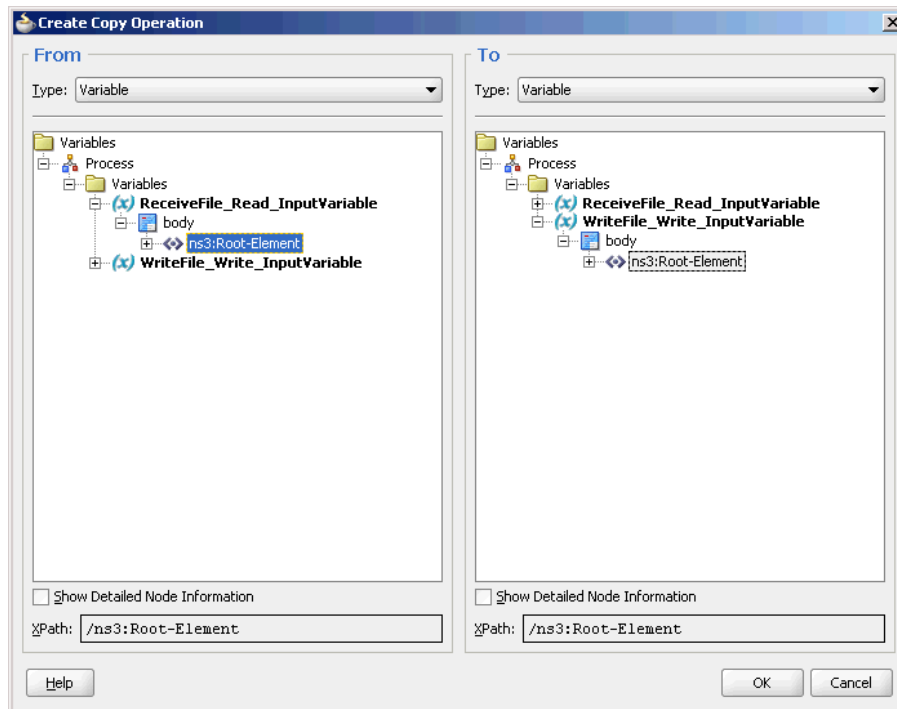 Create Copy Operation
From
Type: Variable
Variables
Process
Variables
(x) ReceiveFile_Read_InputVariable
body
ns3:Root-Element
(x) WriteFile_Write_InputVariable
Show Detailed Node Information
XPath: /ns3:Root-Element
To
Type: Variable
Variables
Process
Variables
(x) ReceiveFile_Read_InputVariable
(x) WriteFile_Write_InputVariable
body
ns3:Root-Element
Show Detailed Node Information
XPath: /ns3:Root-Element
Help
OK
Cancel